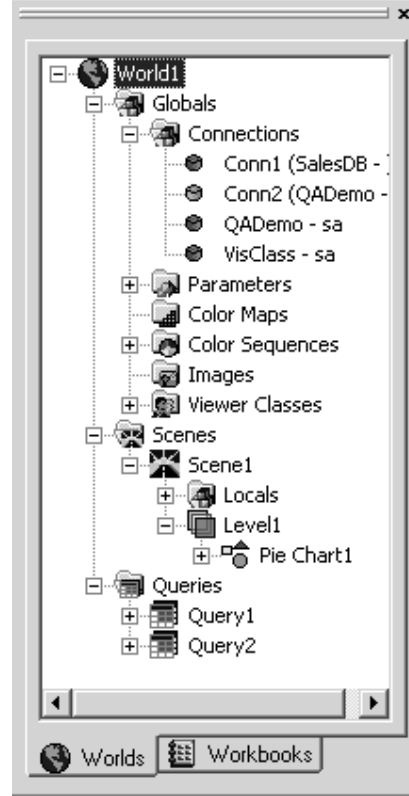 World1
Globals
Connections
Conn1 (SalesDB -
Conn2 (QADemo -
QADemo - sa
VisClass - sa
Parameters
Color Maps
Color Sequences
Images
Viewer Classes
Scenes
Scene1
Locals
Level1
Pie Chart1
Queries
Query1
Query2
Worlds Workbooks